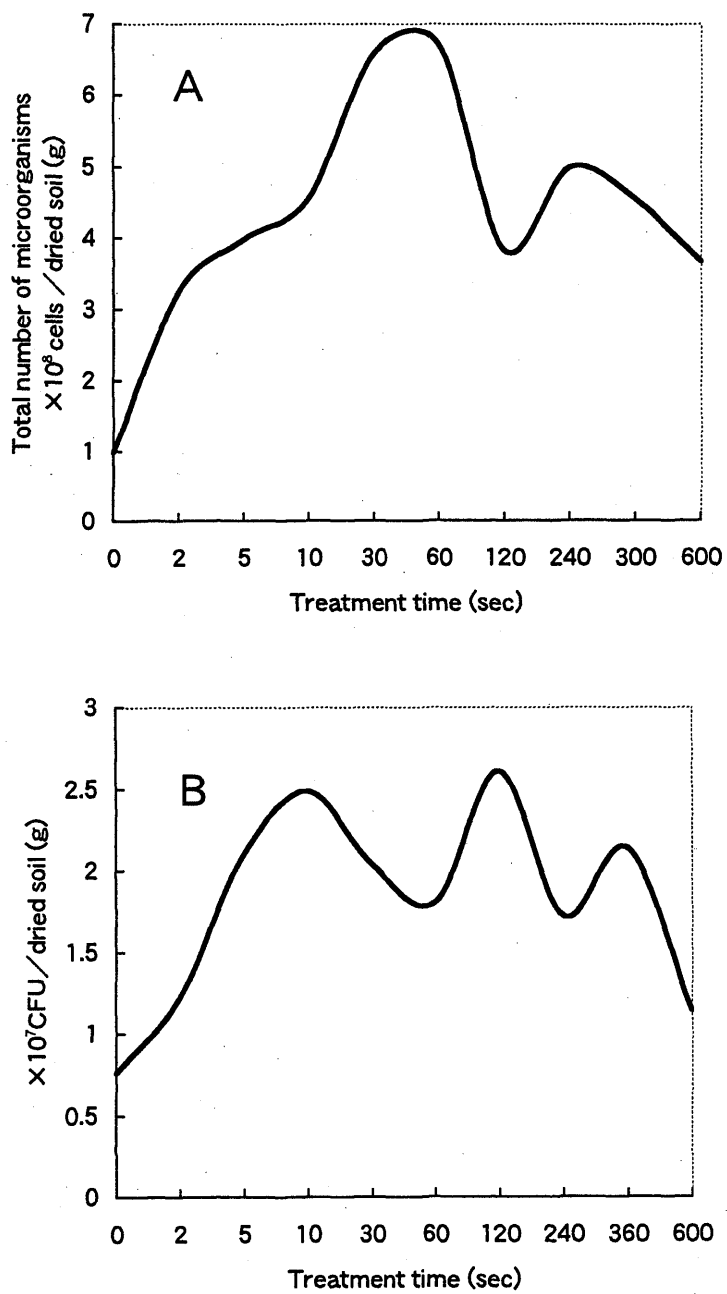 A
Total number of microorganisms
×10⁸ cells／dried soil (g)
7
6
5
4
3
2
1
0
0 2 5 10 30 60 120 240 300 600
Treatment time (sec)
B
×10⁷CFU／dried soil (g)
3
2.5
2
1.5
1
0.5
0
0 2 5 10 30 60 120 240 360 600
Treatment time (sec)